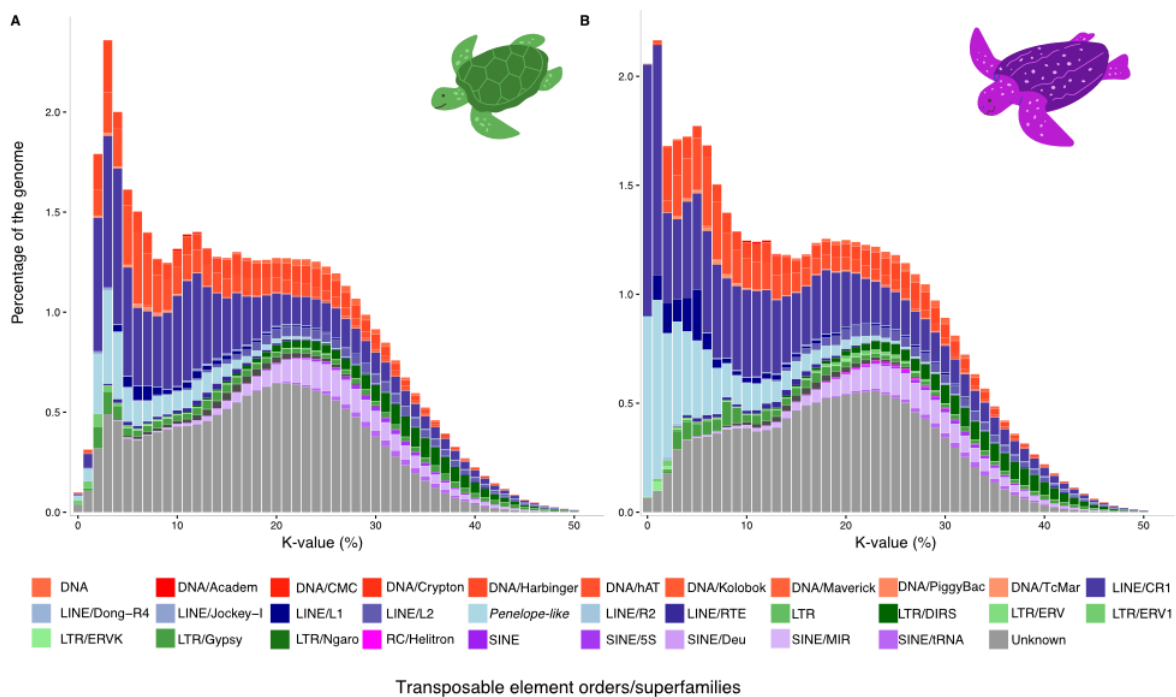 A
B
Percentage of the genome
2.0
1.5
1.0
0.5
0.0
0 10 20 30 40 50
K-value (%)
2.0
1.5
1.0
0.5
0.0
0 10 20 30 40 50
K-value (%)
DNA DNA/Academ DNA/CMC DNA/Crypton DNA/Harbinger DNA/hAT DNA/Kolobok DNA/Maverick DNA/PiggyBac DNA/TcMar LINE/CR1
LINE/Dong−R4 LINE/Jockey−I LINE/L1 LINE/L2 Penelope-like LINE/R2 LINE/RTE LTR LTR/DIRS LTR/ERV LTR/ERV1
LTR/ERVK LTR/Gypsy LTR/Ngaro RC/Helitron SINE SINE/5S SINE/Deu SINE/MIR SINE/tRNA Unknown
Transposable element orders/superfamilies